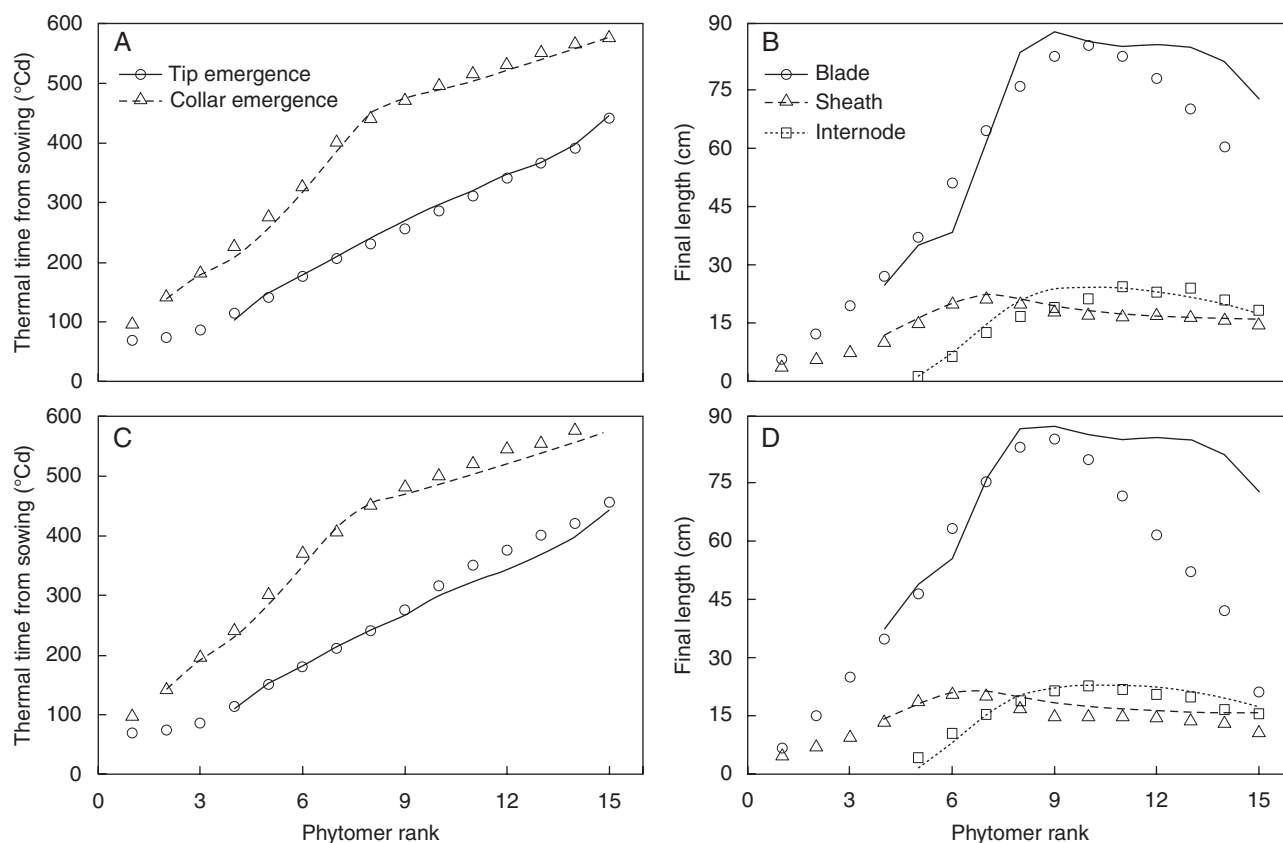 A
Tip emergence
Collar emergence
Thermal time from sowing (°Cd)
600
500
400
300
200
100
0
B
Blade
Sheath
Internode
Final length (cm)
90
75
60
45
30
15
0
C
Thermal time from sowing (°Cd)
600
500
400
300
200
100
0
0 3 6 9 12 15
Phytomer rank
D
Final length (cm)
90
75
60
45
30
15
0
0 3 6 9 12 15
Phytomer rank